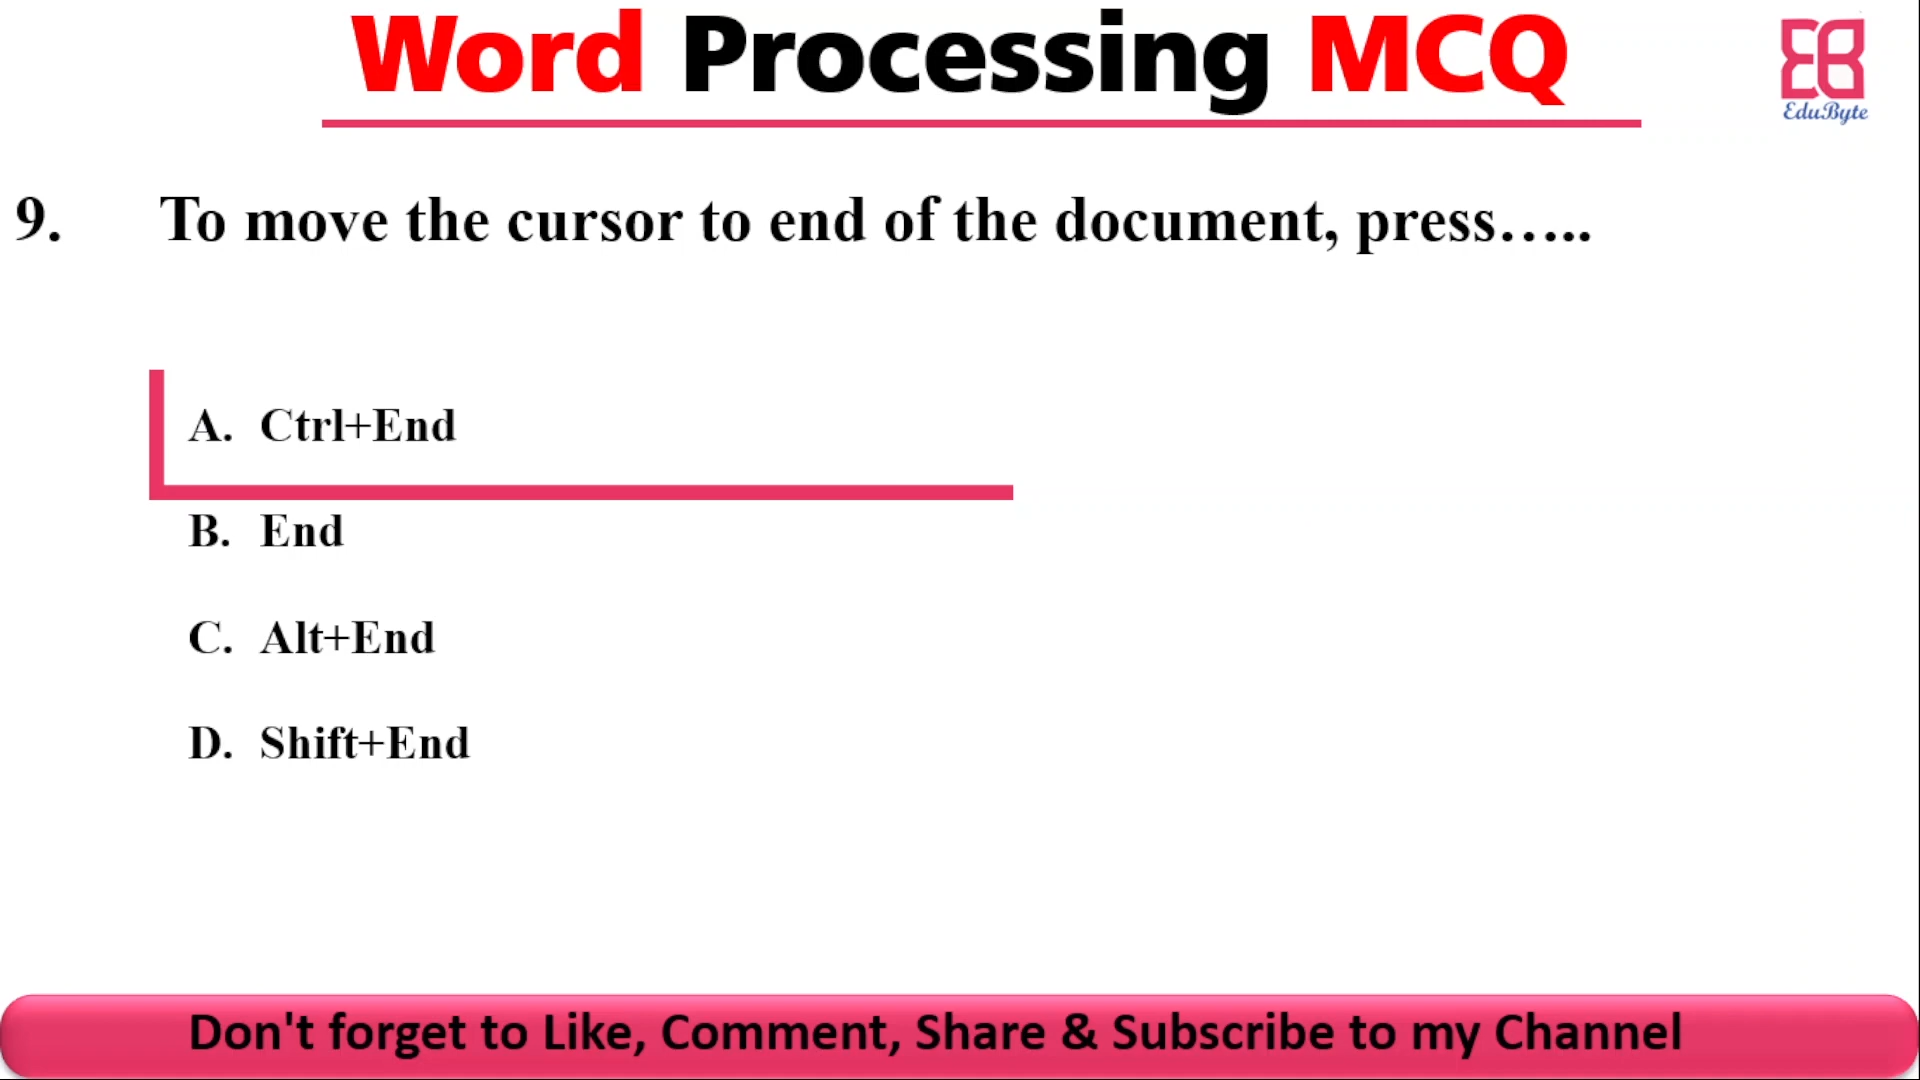 Word Processing MCQ
EduByte
9. To move the cursor to end of the document, press…..
A. Ctrl+End
B. End
C. Alt+End
D. Shift+End
Don't forget to Like, Comment, Share & Subscribe to my Channel